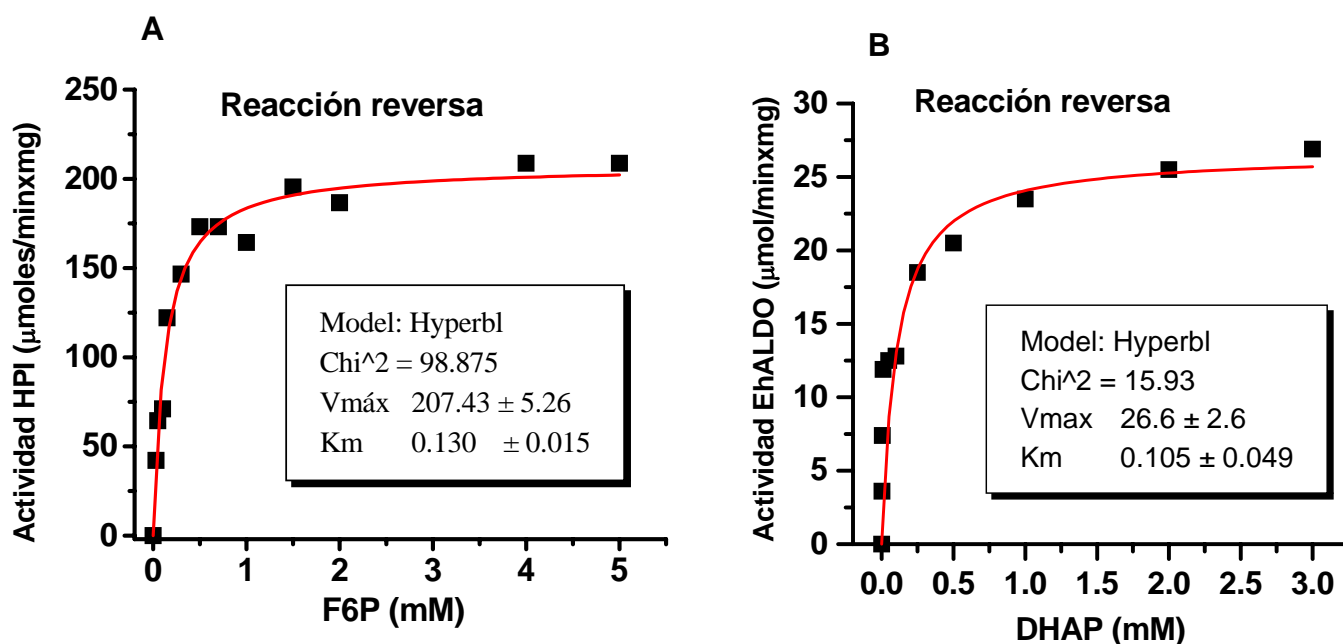 A
Reacción reversa
Actividad HPI (μmoles/minxmg)
250
200
150
100
50
0
Model: Hyperbl
Chi^2 = 98.875
Vmáx 207.43 ± 5.26
Km 0.130 ± 0.015
0 1 2 3 4 5
F6P (mM)
B
Reacción reversa
Actividad EhALDO (μmol/minxmg)
30
25
20
15
10
5
0
Model: Hyperbl
Chi^2 = 15.93
Vmax 26.6 ± 2.6
Km 0.105 ± 0.049
0.0 0.5 1.0 1.5 2.0 2.5 3.0
DHAP (mM)